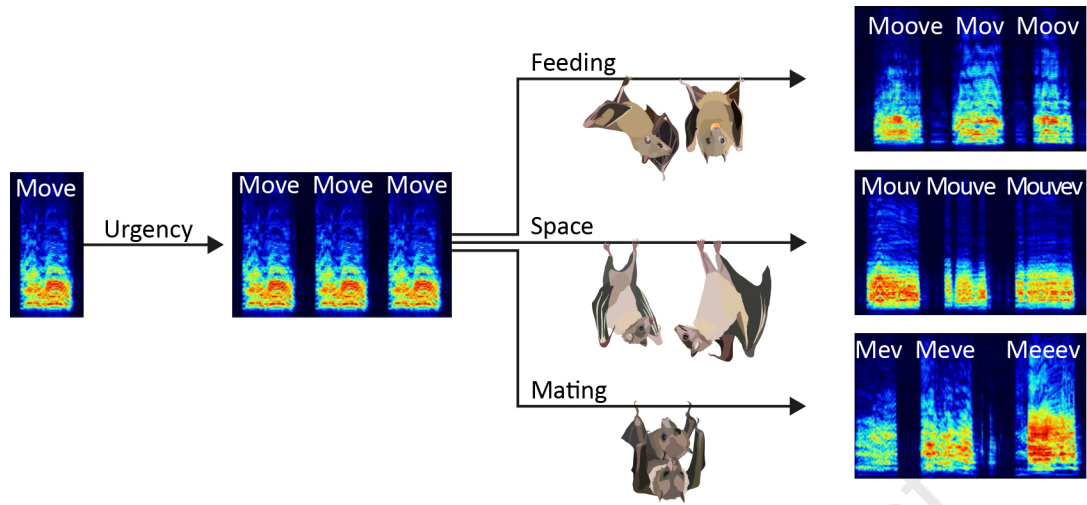 Move
Urgency
Move Move Move
Feeding
Space
Mating
Moove Mov Moov
Mouv Mouve Mouvev
Mev Meve Meeev